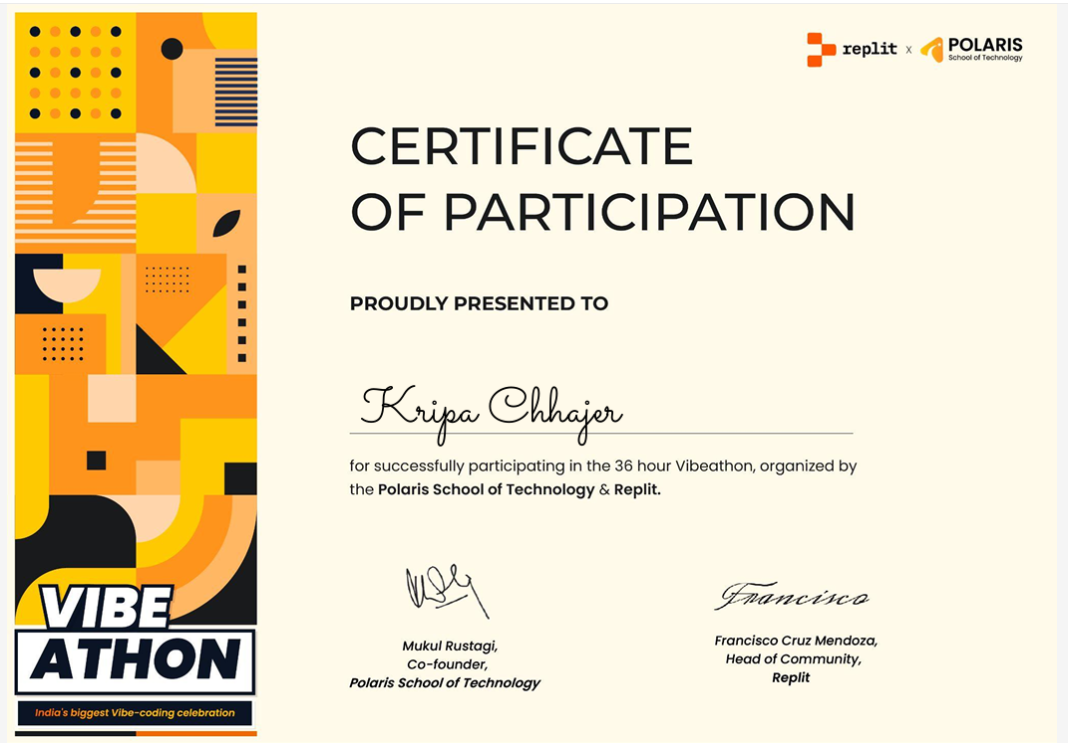 replit x POLARIS
School of Technology
CERTIFICATE
OF PARTICIPATION
PROUDLY PRESENTED TO
Kripa Chhajer
for successfully participating in the 36 hour Vibeathon, organized by
the Polaris School of Technology & Replit.
Francisco
Mukul Rustagi,
Co-founder,
Polaris School of Technology
Francisco Cruz Mendoza,
Head of Community,
Replit
VIBE
ATHON
India's biggest Vibe-coding celebration